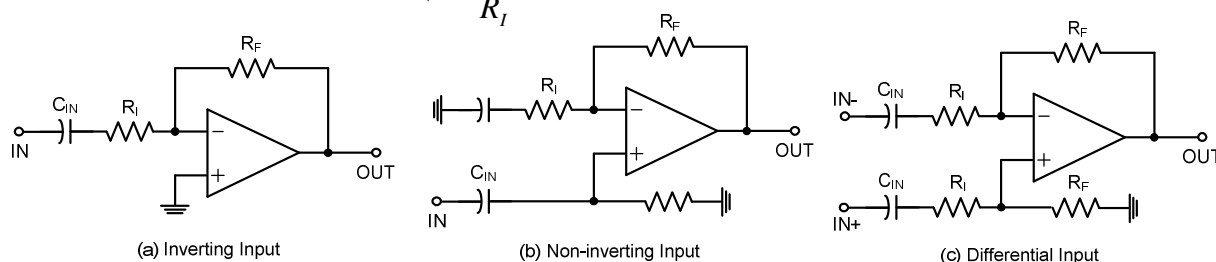 R_I
R_F
C_IN
R_I
IN
−
+
OUT
(a) Inverting Input
R_F
R_I
−
+
OUT
C_IN
IN
(b) Non-inverting Input
R_F
IN-
C_IN
R_I
−
+
OUT
C_IN
R_I
R_F
IN+
(c) Differential Input